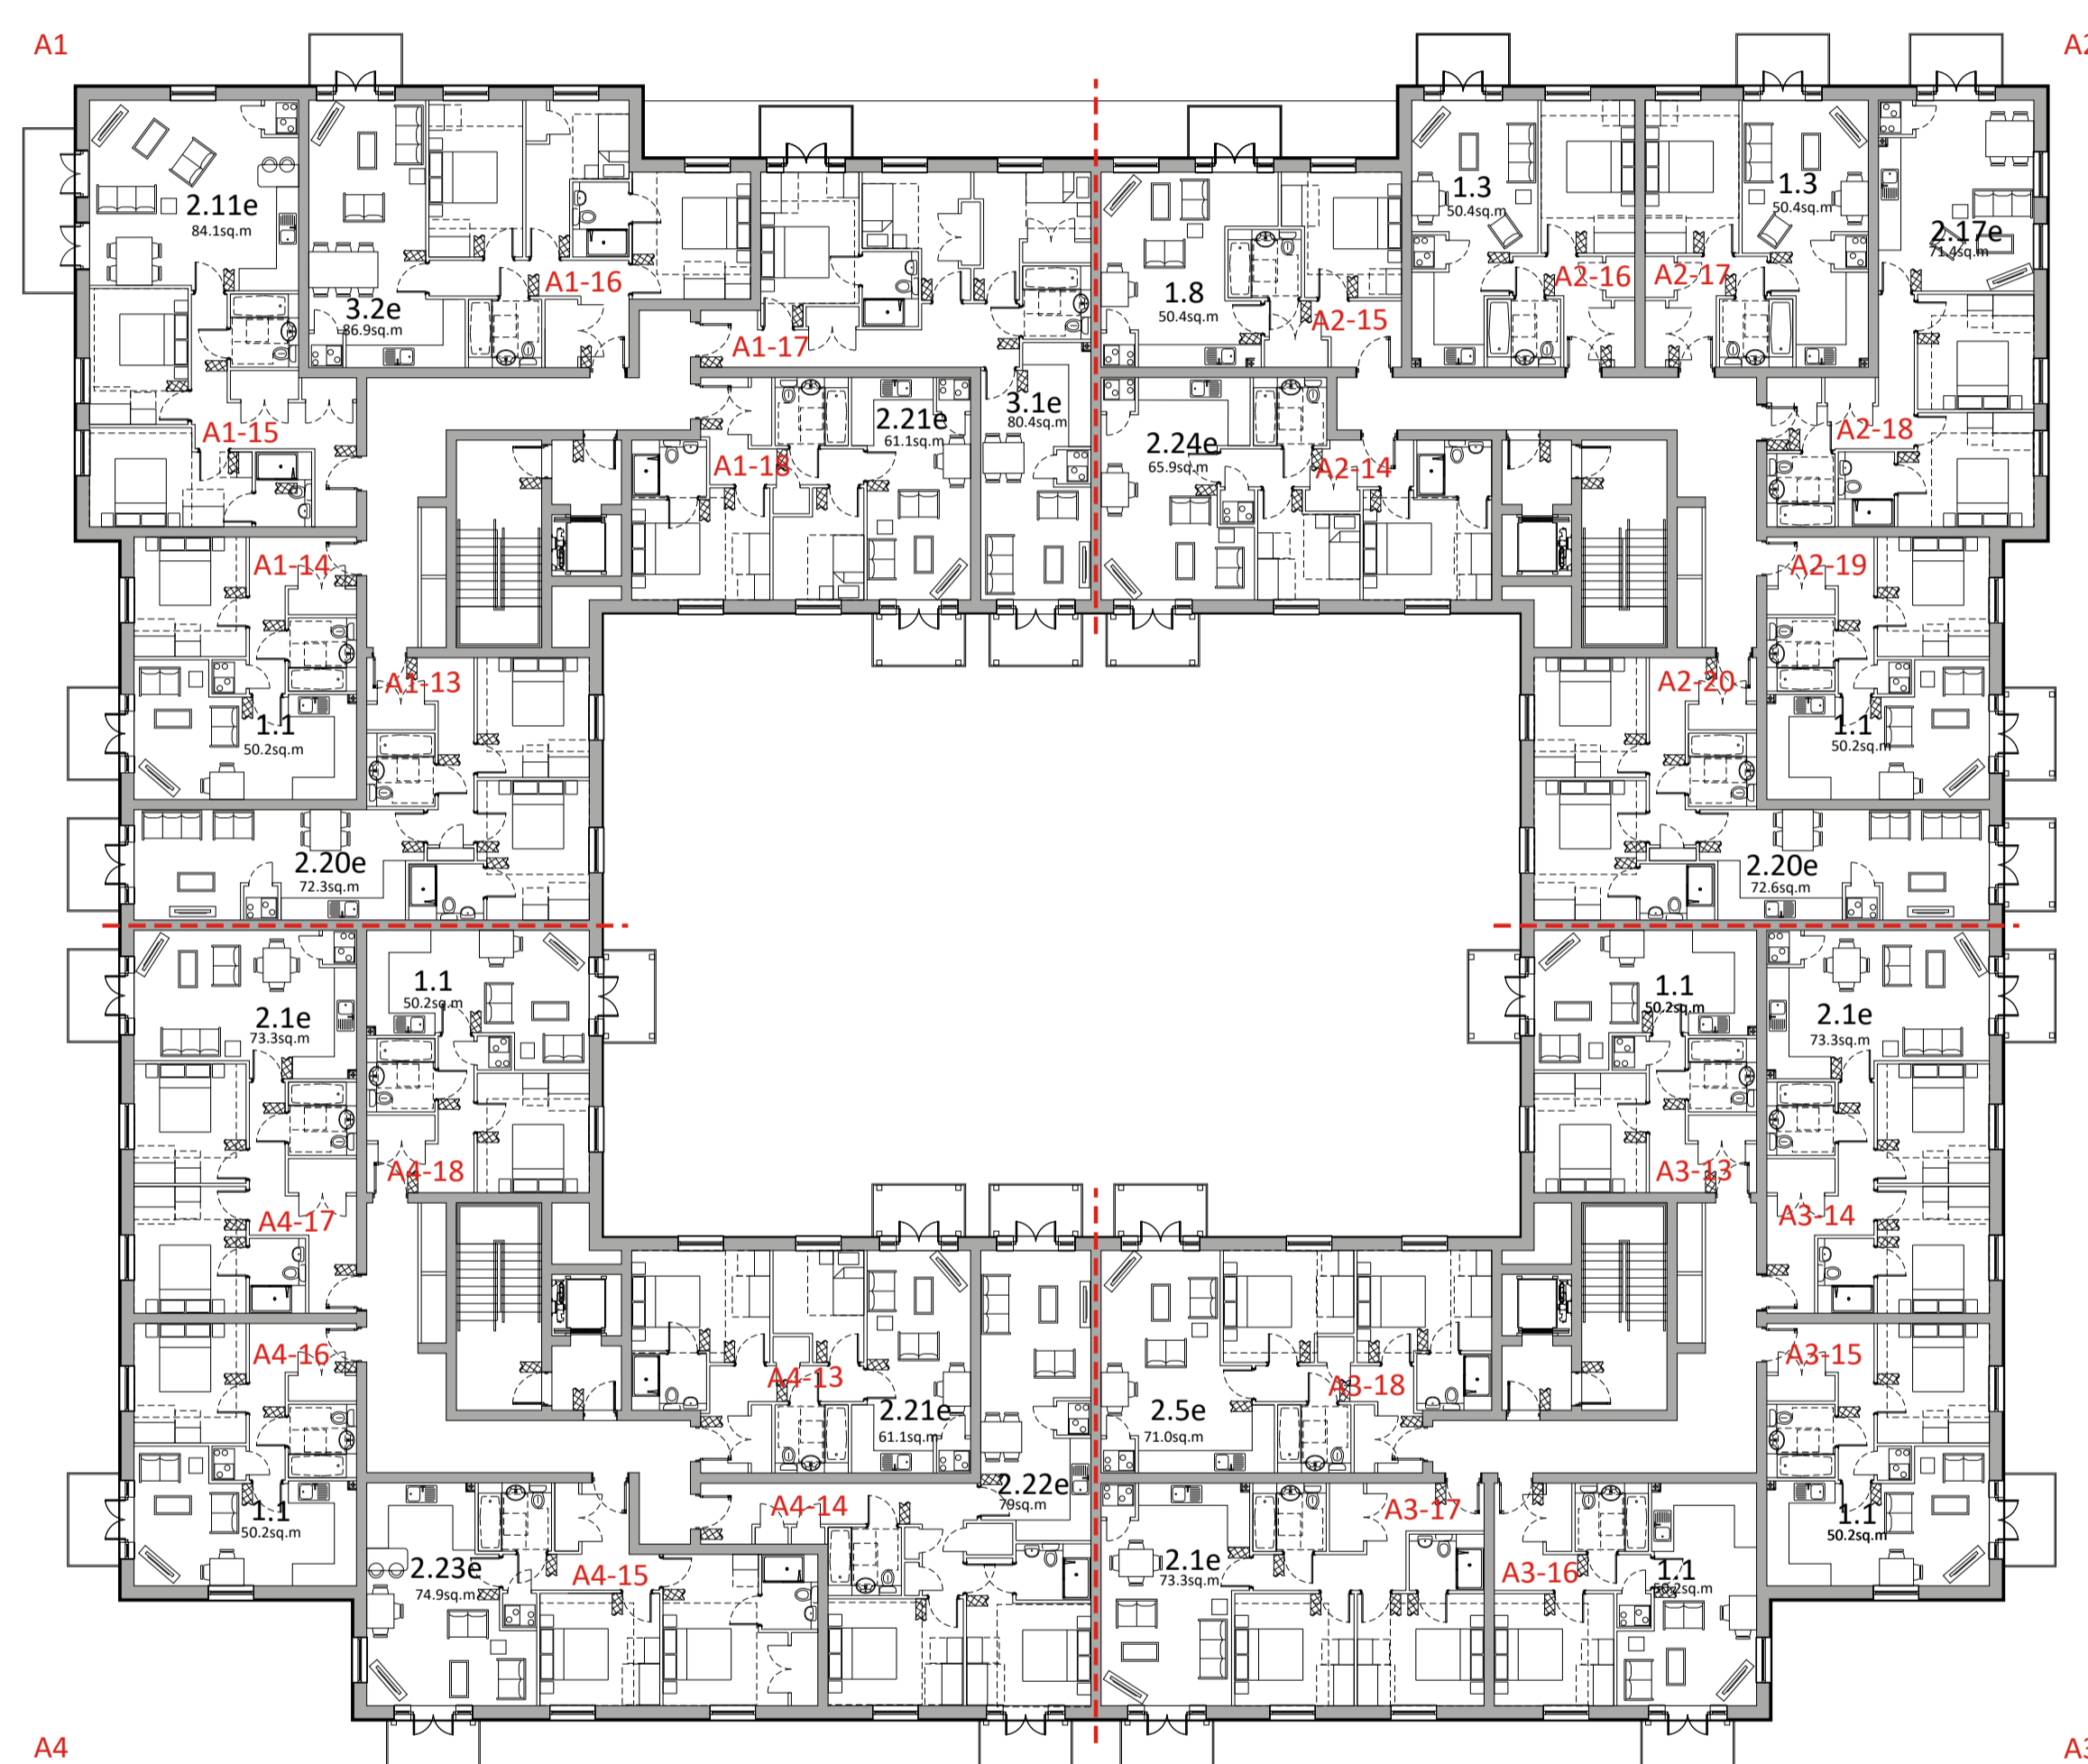 A1
A2
2.11e
84.1sq.m
A1-15
3.2e
86.9sq.m
A1-16
A1-17
3.1e
80.4sq.m
2.21e
61.1sq.m
A1-18
A1-14
1.1
50.2sq.m
A1-13
2.20e
72.3sq.m
1.8
50.4sq.m
A2-15
1.3
50.4sq.m
A2-16
1.3
50.4sq.m
A2-17
2.17e
71.4sq.m
A2-18
2.24e
65.9sq.m
A2-14
A2-19
1.1
50.2sq.m
A2-20
2.20e
72.6sq.m
2.1e
73.3sq.m
A4-17
1.1
50.2sq.m
A4-18
A4-16
1.1
50.2sq.m
A4-13
2.21e
61.1sq.m
2.22e
79sq.m
A4-14
2.23e
74.9sq.m
A4-15
1.1
50.2sq.m
A3-13
2.1e
73.3sq.m
A3-14
A3-15
1.1
50.2sq.m
2.5e
71.0sq.m
A3-18
A3-17
2.1e
73.3sq.m
A3-16
1.1
50.2sq.m
A4
A3